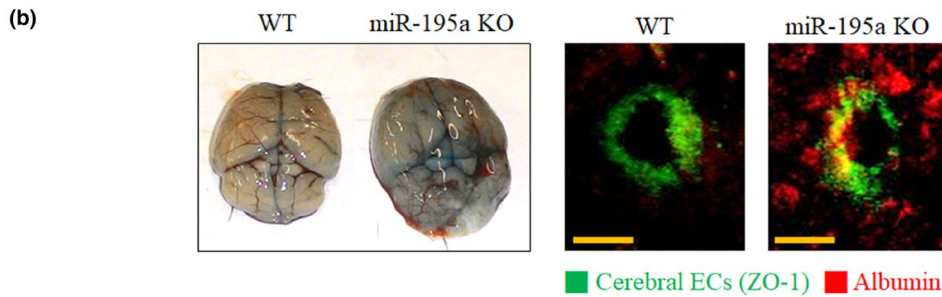 (b)
WT miR-195a KO WT miR-195a KO
Cerebral ECs (ZO-1) Albumin